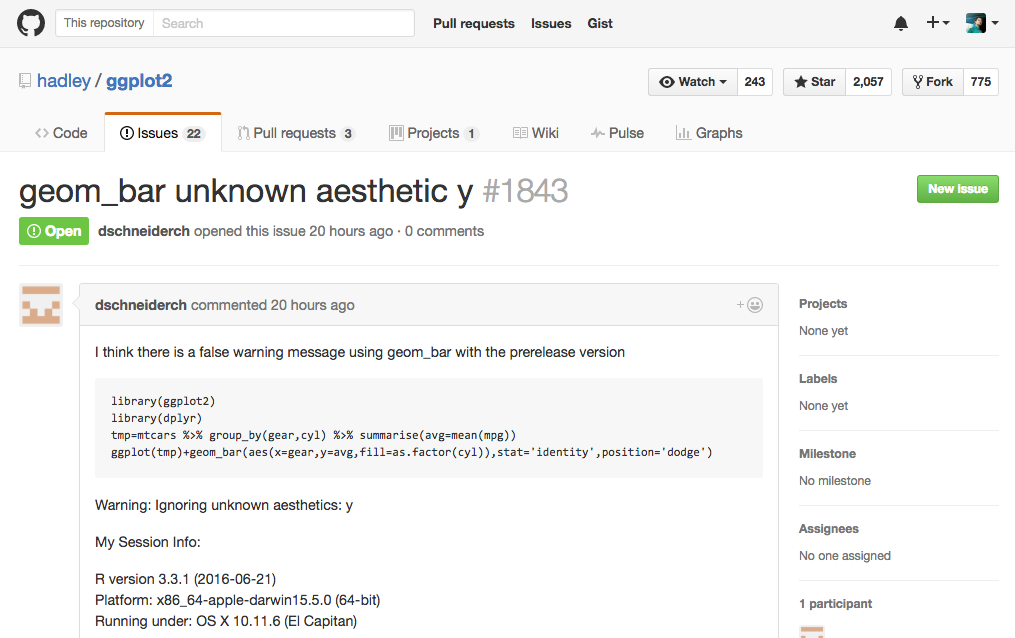 This repository Search Pull requests Issues Gist
hadley / ggplot2 Watch 243 Star 2,057 Fork 775
Code Issues 22 Pull requests 3 Projects 1 Wiki Pulse Graphs
geom_bar unknown aesthetic y #1843 New Issue
Open dschneiderch opened this issue 20 hours ago · 0 comments
dschneiderch commented 20 hours ago
I think there is a false warning message using geom_bar with the prerelease version
library(ggplot2)
library(dplyr)
tmp=mtcars %>% group_by(gear,cyl) %>% summarise(avg=mean(mpg))
ggplot(tmp)+geom_bar(aes(x=gear,y=avg,fill=as.factor(cyl)),stat='identity',position='dodge')
Warning: Ignoring unknown aesthetics: y
My Session Info:
R version 3.3.1 (2016-06-21)
Platform: x86_64-apple-darwin15.5.0 (64-bit)
Running under: OS X 10.11.6 (El Capitan)
Projects
None yet
Labels
None yet
Milestone
No milestone
Assignees
No one assigned
1 participant